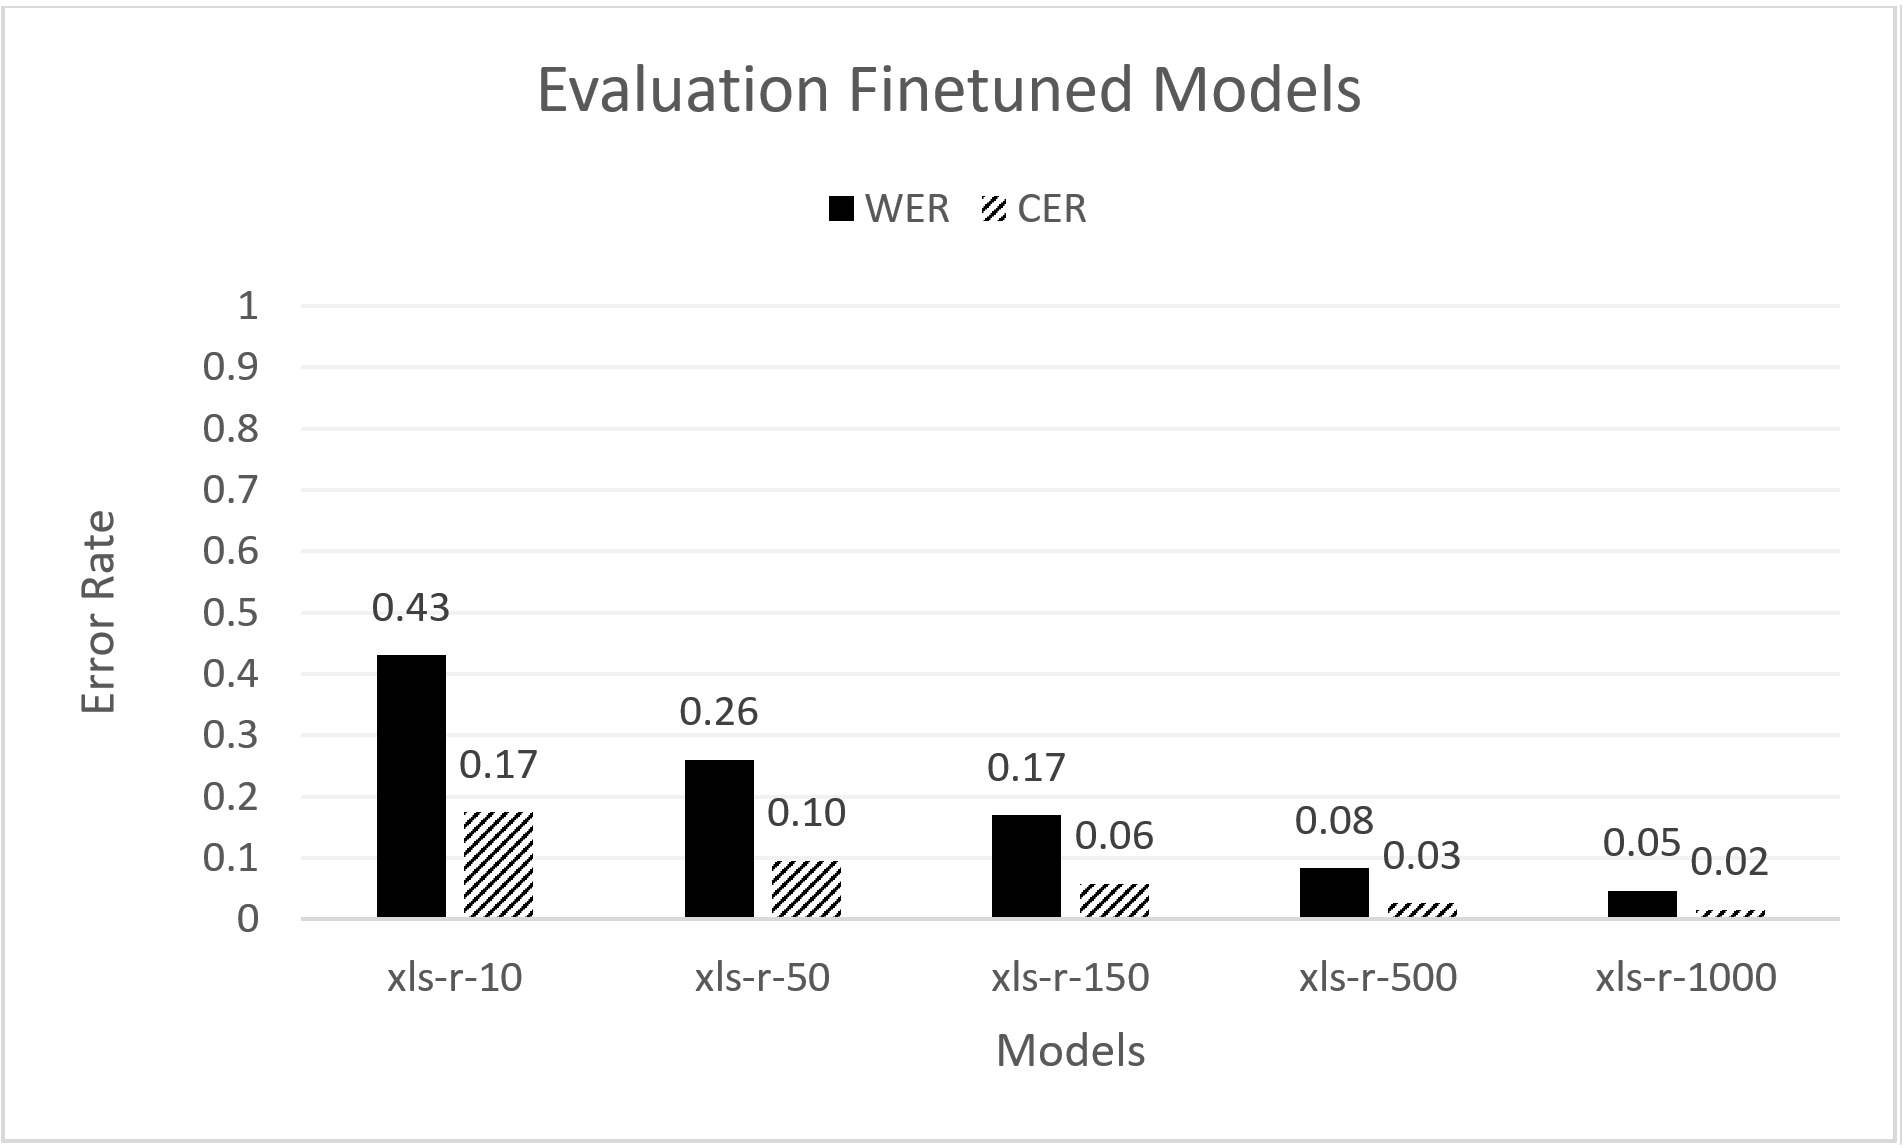 Evaluation Finetuned Models
WER CER
1
0.9
0.8
0.7
0.6
0.5
0.4
0.3
0.2
0.1
0
Error Rate
0.43 0.17 0.26 0.10 0.17 0.06 0.08 0.03 0.05 0.02
xls-r-10 xls-r-50 xls-r-150 xls-r-500 xls-r-1000
Models